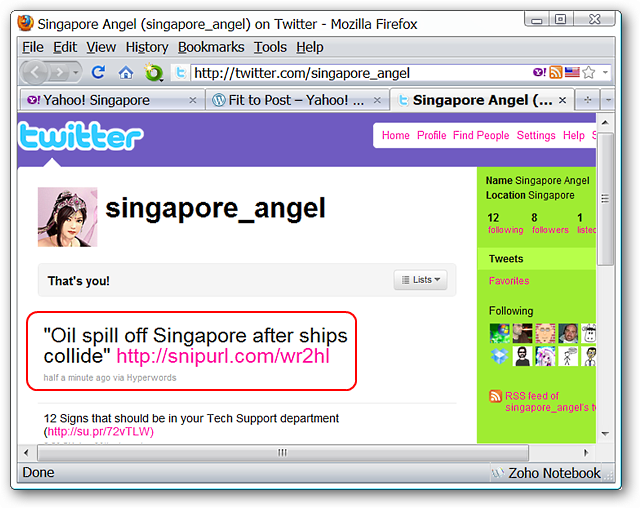 Singapore Angel (singapore_angel) on Twitter - Mozilla Firefox
File Edit View History Bookmarks Tools Help
http://twitter.com/singapore_angel
Yahoo! Singapore
Fit to Post – Yahoo! ...
Singapore Angel (...
twitter
Home Profile Find People Settings Help S
singapore_angel
That's you!
Lists
"Oil spill off Singapore after ships
collide" http://snipurl.com/wr2hl
half a minute ago via Hyperwords
12 Signs that should be in your Tech Support department
(http://su.pr/72vTLW)
Name Singapore Angel
Location Singapore
12 8 1
following followers listed
Tweets
Favorites
Following
RSS feed of
singapore_angel's tw
Done
Zoho Notebook